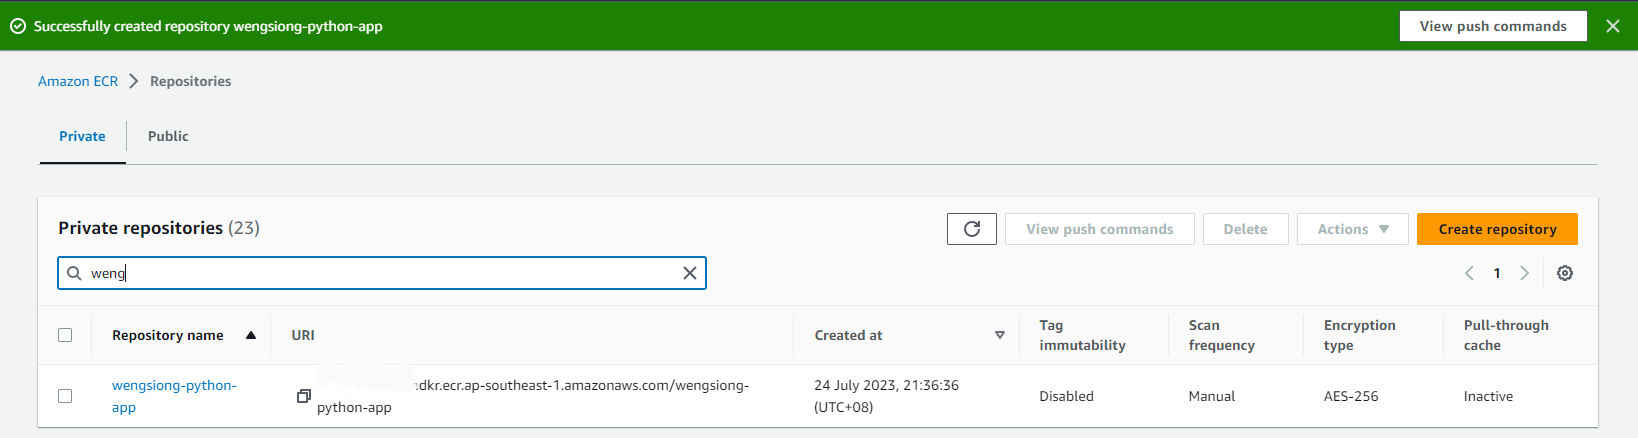 Successfully created repository wengsiong-python-app
View push commands
Amazon ECR
Repositories
Private
Public
Private repositories (23)
View push commands
Delete
Actions
Create repository
weng
1
Repository name
URI
Created at
Tag
immutability
Scan
frequency
Encryption
type
Pull-through
cache
wengsiong-python-
app
.dkr.ecr.ap-southeast-1.amazonaws.com/wengsiong-
python-app
24 July 2023, 21:36:36
(UTC+08)
Disabled
Manual
AES-256
Inactive